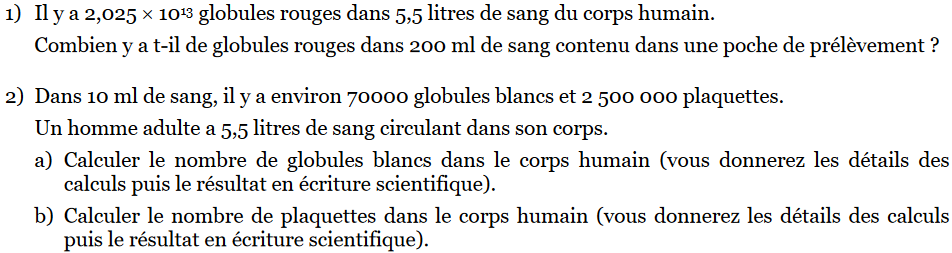 1) Il y a 2,025 × 10¹³ globules rouges dans 5,5 litres de sang du corps humain.
Combien y a t-il de globules rouges dans 200 ml de sang contenu dans une poche de prélèvement ?
2) Dans 10 ml de sang, il y a environ 70000 globules blancs et 2 500 000 plaquettes.
Un homme adulte a 5,5 litres de sang circulant dans son corps.
a) Calculer le nombre de globules blancs dans le corps humain (vous donnerez les détails des
calculs puis le résultat en écriture scientifique).
b) Calculer le nombre de plaquettes dans le corps humain (vous donnerez les détails des calculs
puis le résultat en écriture scientifique).